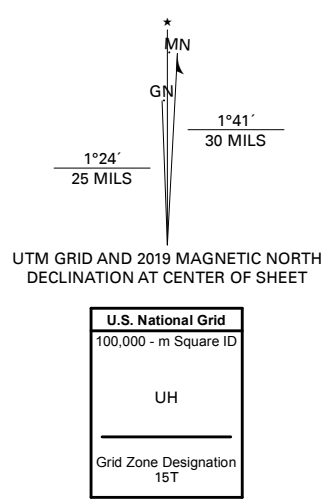 ★
MN
GN
1°41´
30 MILS
1°24´
25 MILS
UTM GRID AND 2019 MAGNETIC NORTH
DECLINATION AT CENTER OF SHEET
U.S. National Grid
100,000 - m Square ID
UH
Grid Zone Designation
15T